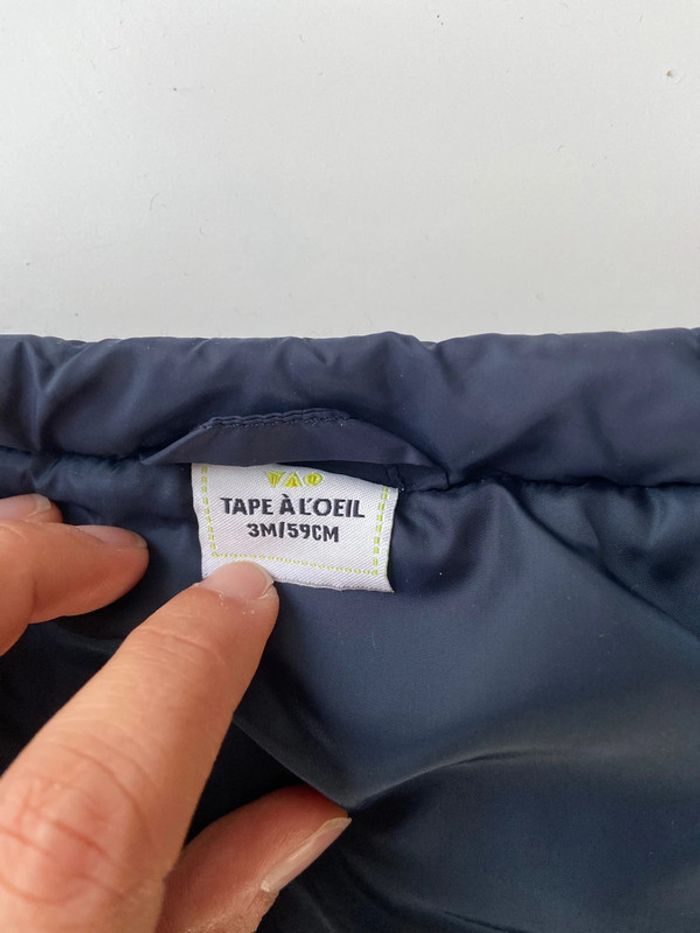 TAO
TAPE À L'OEIL
3M/59CM